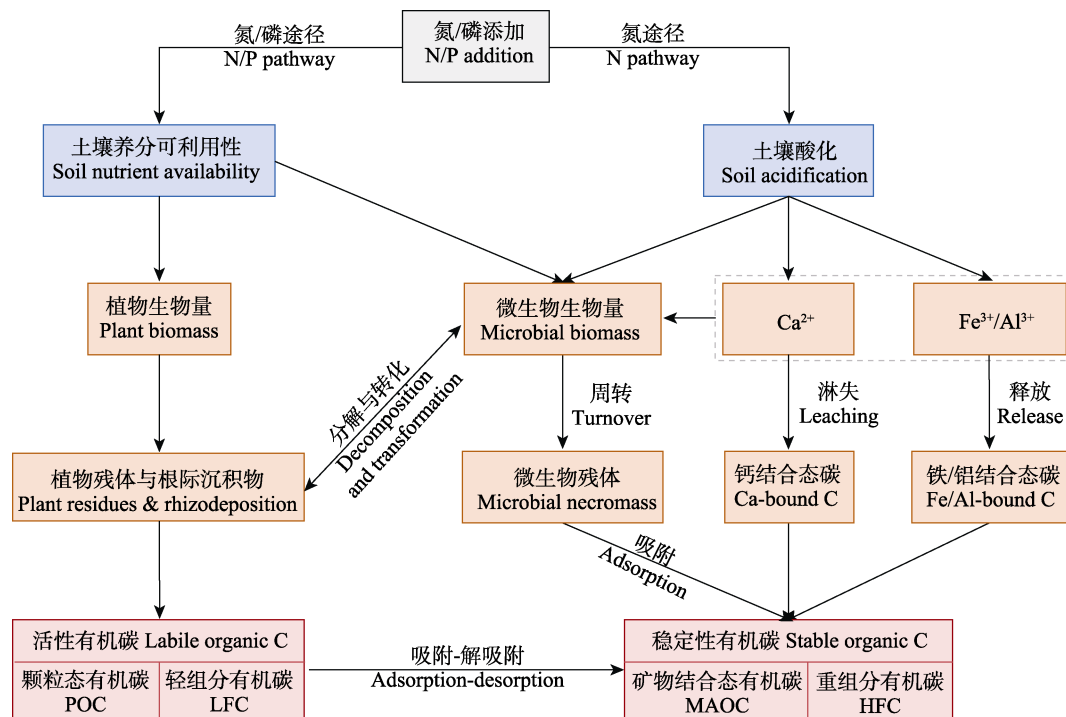 氮/磷途径
N/P pathway
氮/磷添加
N/P addition
氮途径
N pathway
土壤养分可利用性
Soil nutrient availability
土壤酸化
Soil acidification
植物生物量
Plant biomass
微生物生物量
Microbial biomass
Ca²⁺
Fe³⁺/Al³⁺
分解与转化
Decomposition
and transformation
周转
Turnover
淋失
Leaching
释放
Release
植物残体与根际沉积物
Plant residues & rhizodeposition
微生物残体
Microbial necromass
钙结合态碳
Ca-bound C
铁/铝结合态碳
Fe/Al-bound C
吸附
Adsorption
活性有机碳 Labile organic C
颗粒态有机碳
POC
轻组分有机碳
LFC
吸附-解吸附
Adsorption-desorption
稳定性有机碳 Stable organic C
矿物结合态有机碳
MAOC
重组分有机碳
HFC